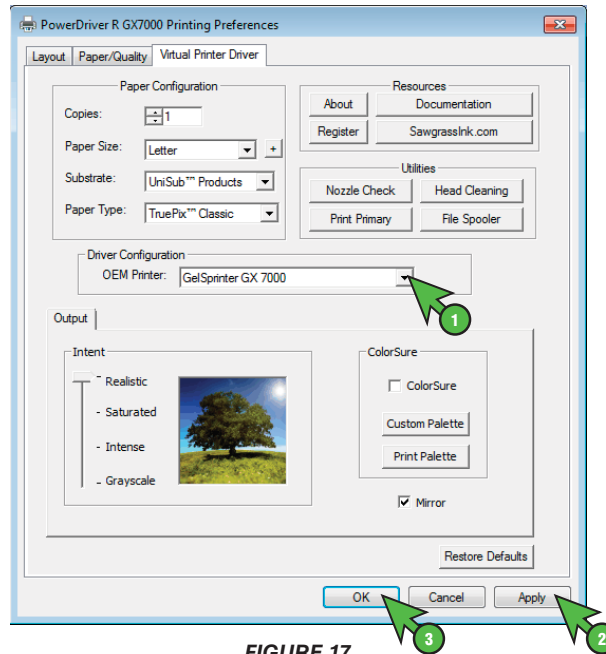 PowerDriver R GX7000 Printing Preferences
Layout
Paper/Quality
Virtual Printer Driver
Paper Configuration
Copies:
1
Paper Size:
Letter
+
Substrate:
UniSub™ Products
Paper Type:
TruePix™ Classic
Resources
About
Documentation
Register
SawgrassInk.com
Utilities
Nozzle Check
Head Cleaning
Print Primary
File Spooler
Driver Configuration
OEM Printer:
GelSprinter GX 7000
1
Output
Intent
- Realistic
- Saturated
- Intense
- Grayscale
ColorSure
ColorSure
Custom Palette
Print Palette
Mirror
Restore Defaults
OK
Cancel
Apply
3
2
FIGURE 17